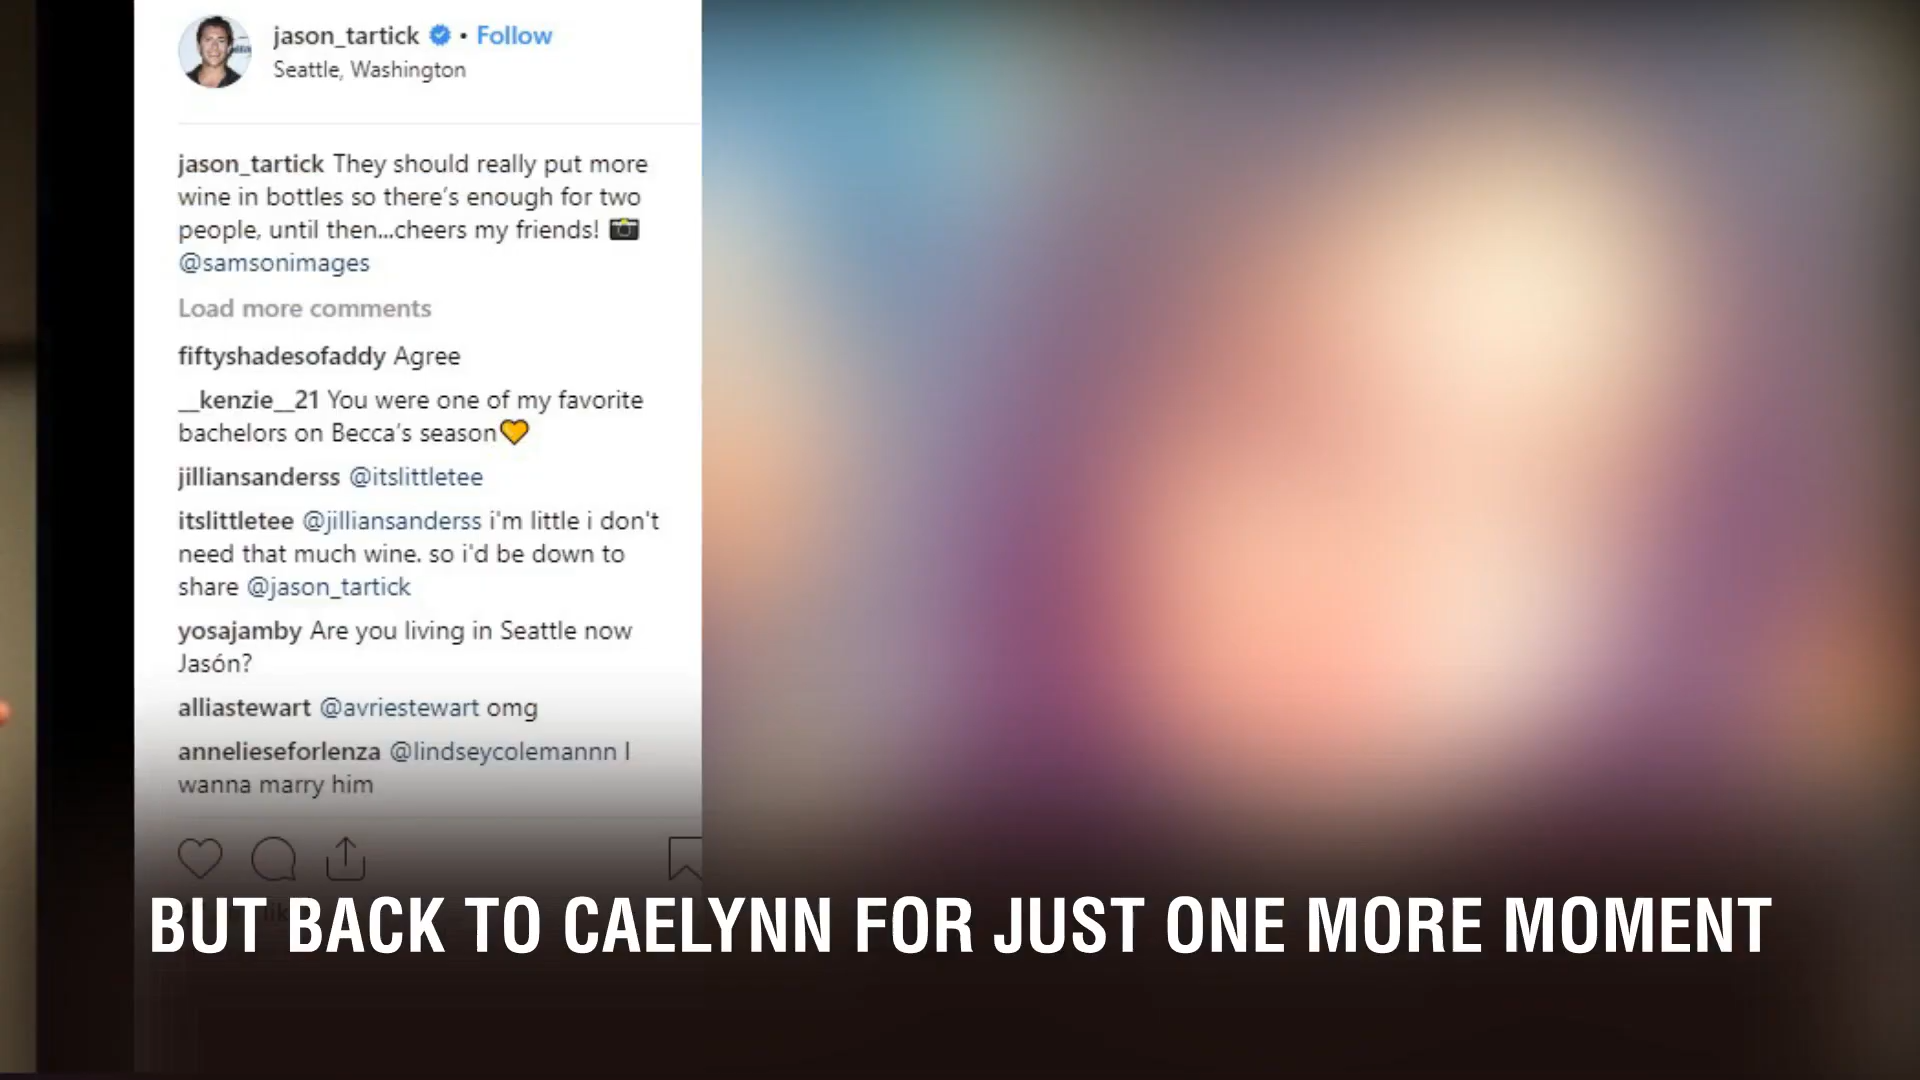 jason_tartick • Follow
Seattle, Washington
jason_tartick They should really put more
wine in bottles so there's enough for two
people, until then...cheers my friends! 📷
@samsonimages
Load more comments
fiftyshadesofaddy Agree
__kenzie__21 You were one of my favorite
bachelors on Becca's season🧡
jilliansanderss @itslittletee
itslittletee @jilliansanderss i'm little i don't
need that much wine. so i'd be down to
share @jason_tartick
yosajamby Are you living in Seattle now
Jasón?
alliastewart @avriestewart omg
annelieseforlenza @lindseycolemannn I
wanna marry him
BUT BACK TO CAELYNN FOR JUST ONE MORE MOMENT